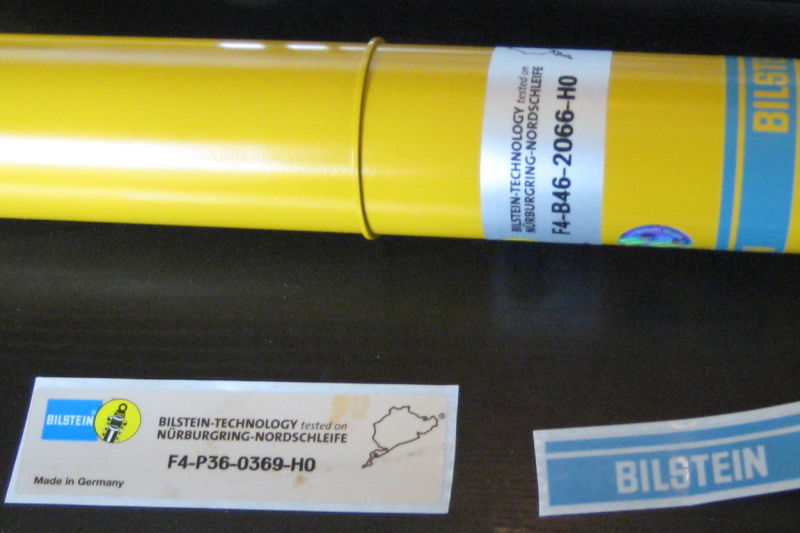 BILSTEIN-TECHNOLOGY tested on
NÜRBURGRING-NORDSCHLEIFE
F4-B46-2066-H0
BILSTEIN
BILSTEIN®
BILSTEIN-TECHNOLOGY tested on
NÜRBURGRING-NORDSCHLEIFE
F4-P36-0369-H0
Made in Germany
®
BILSTEIN